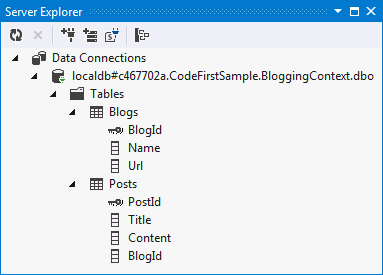 Server Explorer
Data Connections
localdb#c467702a.CodeFirstSample.BloggingContext.dbo
Tables
Blogs
BlogId
Name
Url
Posts
PostId
Title
Content
BlogId